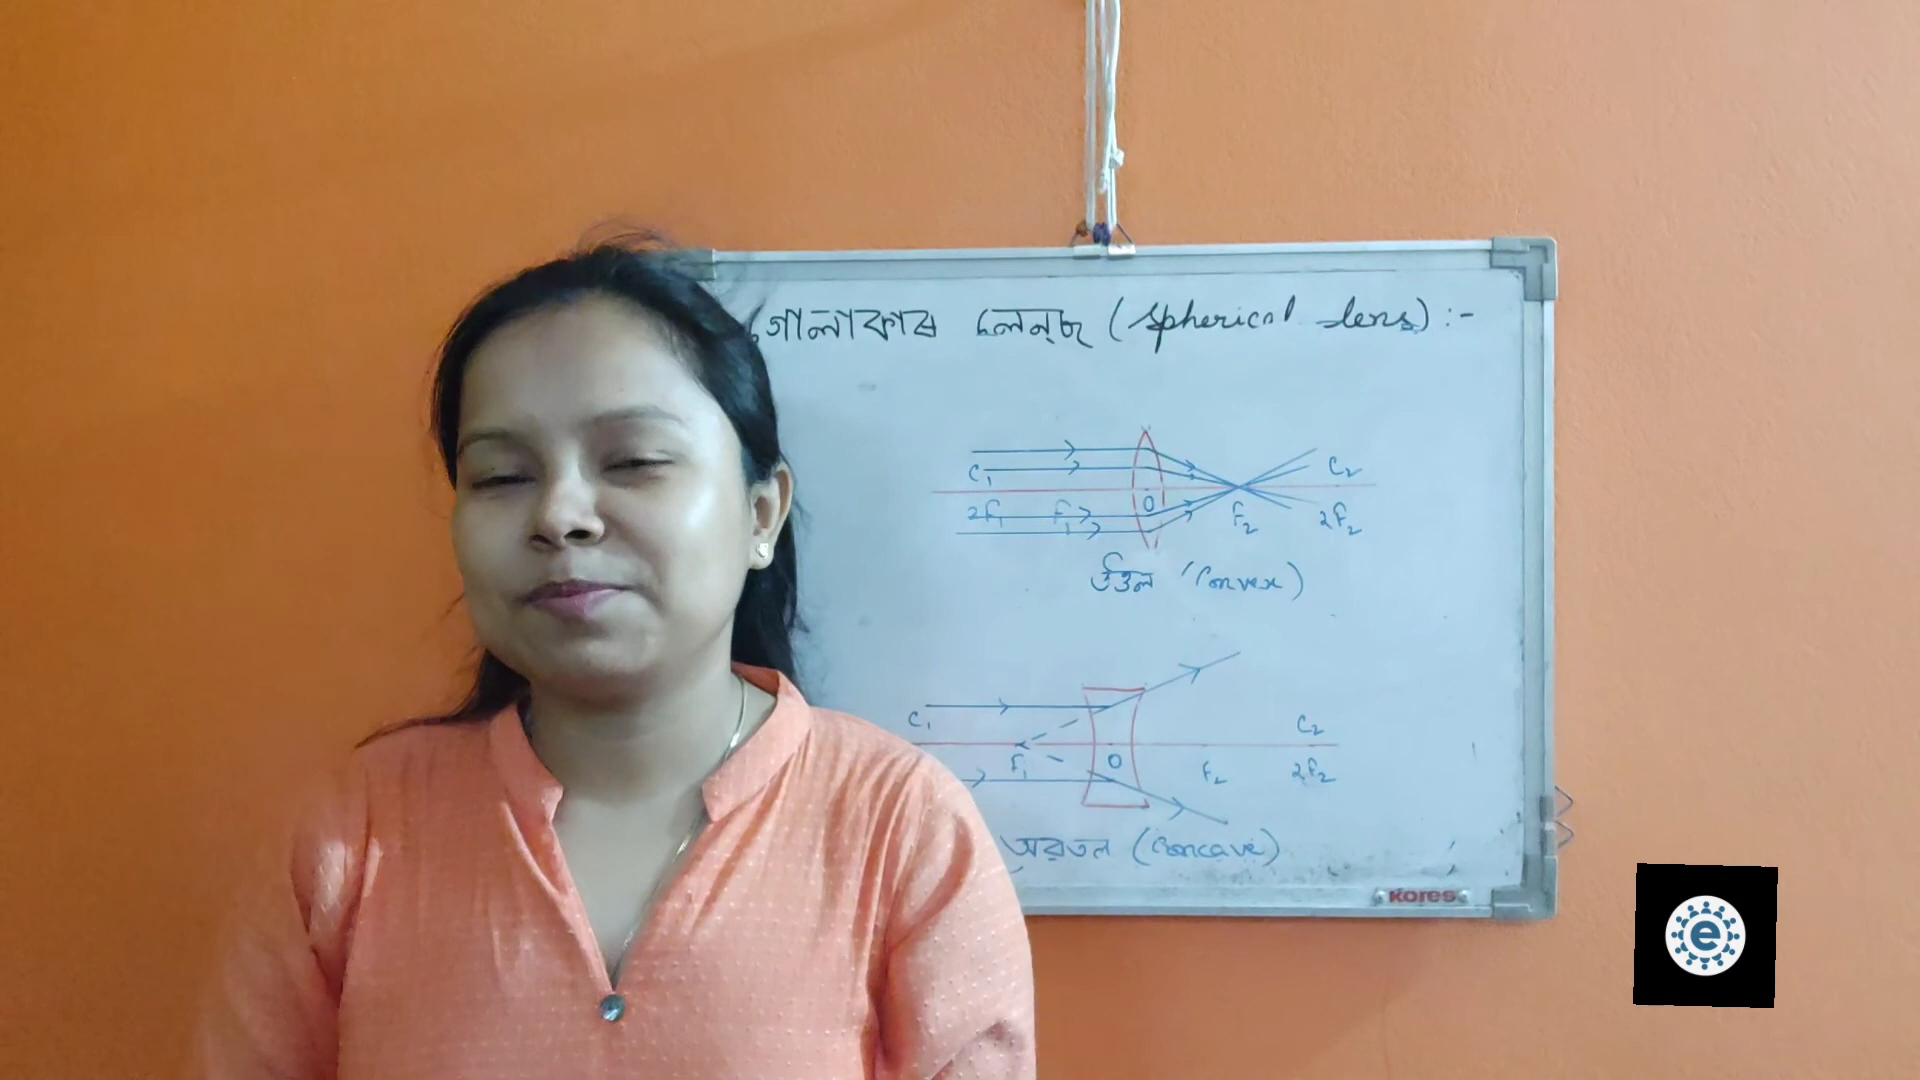 গোলাকাৰ লেন্‌চ্ (Spherical lens) :-
C₁ C₂
2F₁ F₁ O F₂ 2F₂
উত্তল (Convex)
C₁ C₂
F₁ O F₂ 2F₂
অৱতল (Concave)
Kores
e